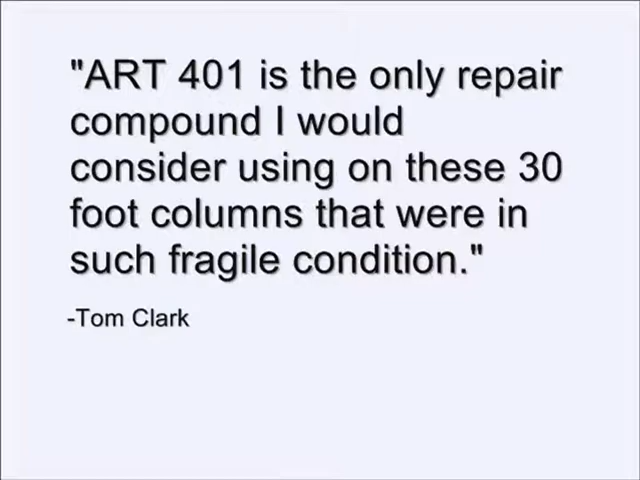 "ART 401 is the only repair
compound I would
consider using on these 30
foot columns that were in
such fragile condition."
-Tom Clark